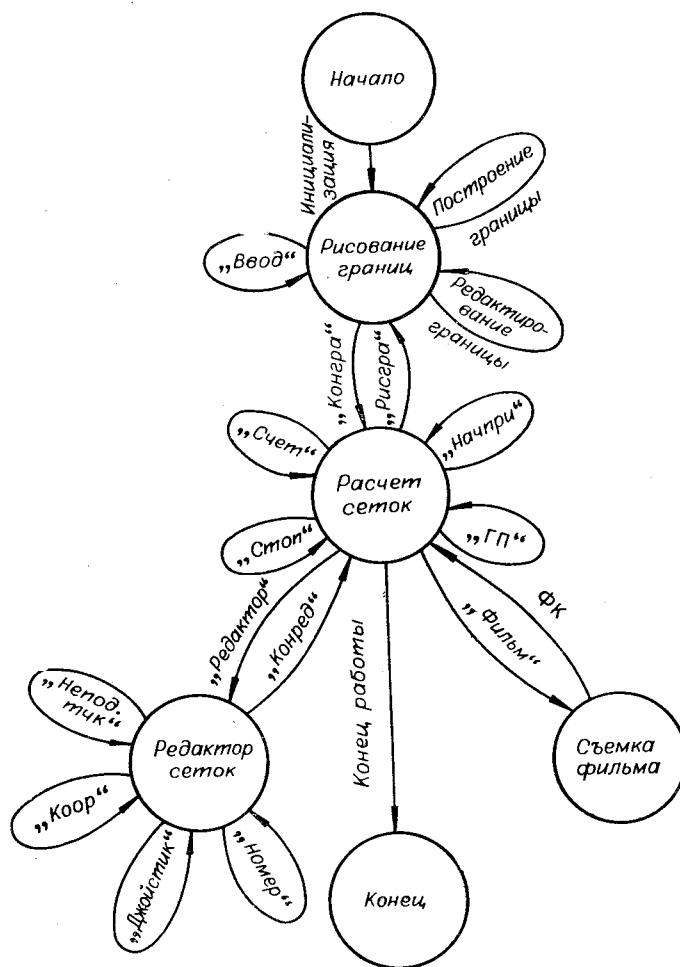 Начало
Инициали-
зация
Построение
границы
„Ввод“
Рисование
границ
Редактиро-
вание
границы
„Конгра“
„Рисгра“
„Счет“
„Начпри“
Расчет
сеток
„Стоп“
„ГП“
„Редактор“
„Конред“
Конец работы
„Фильм“
ФК
„Непод.
тчк“
Редактор
сеток
Съемка
фильма
„Коор“
„Джойстик“
„Номер“
Конец